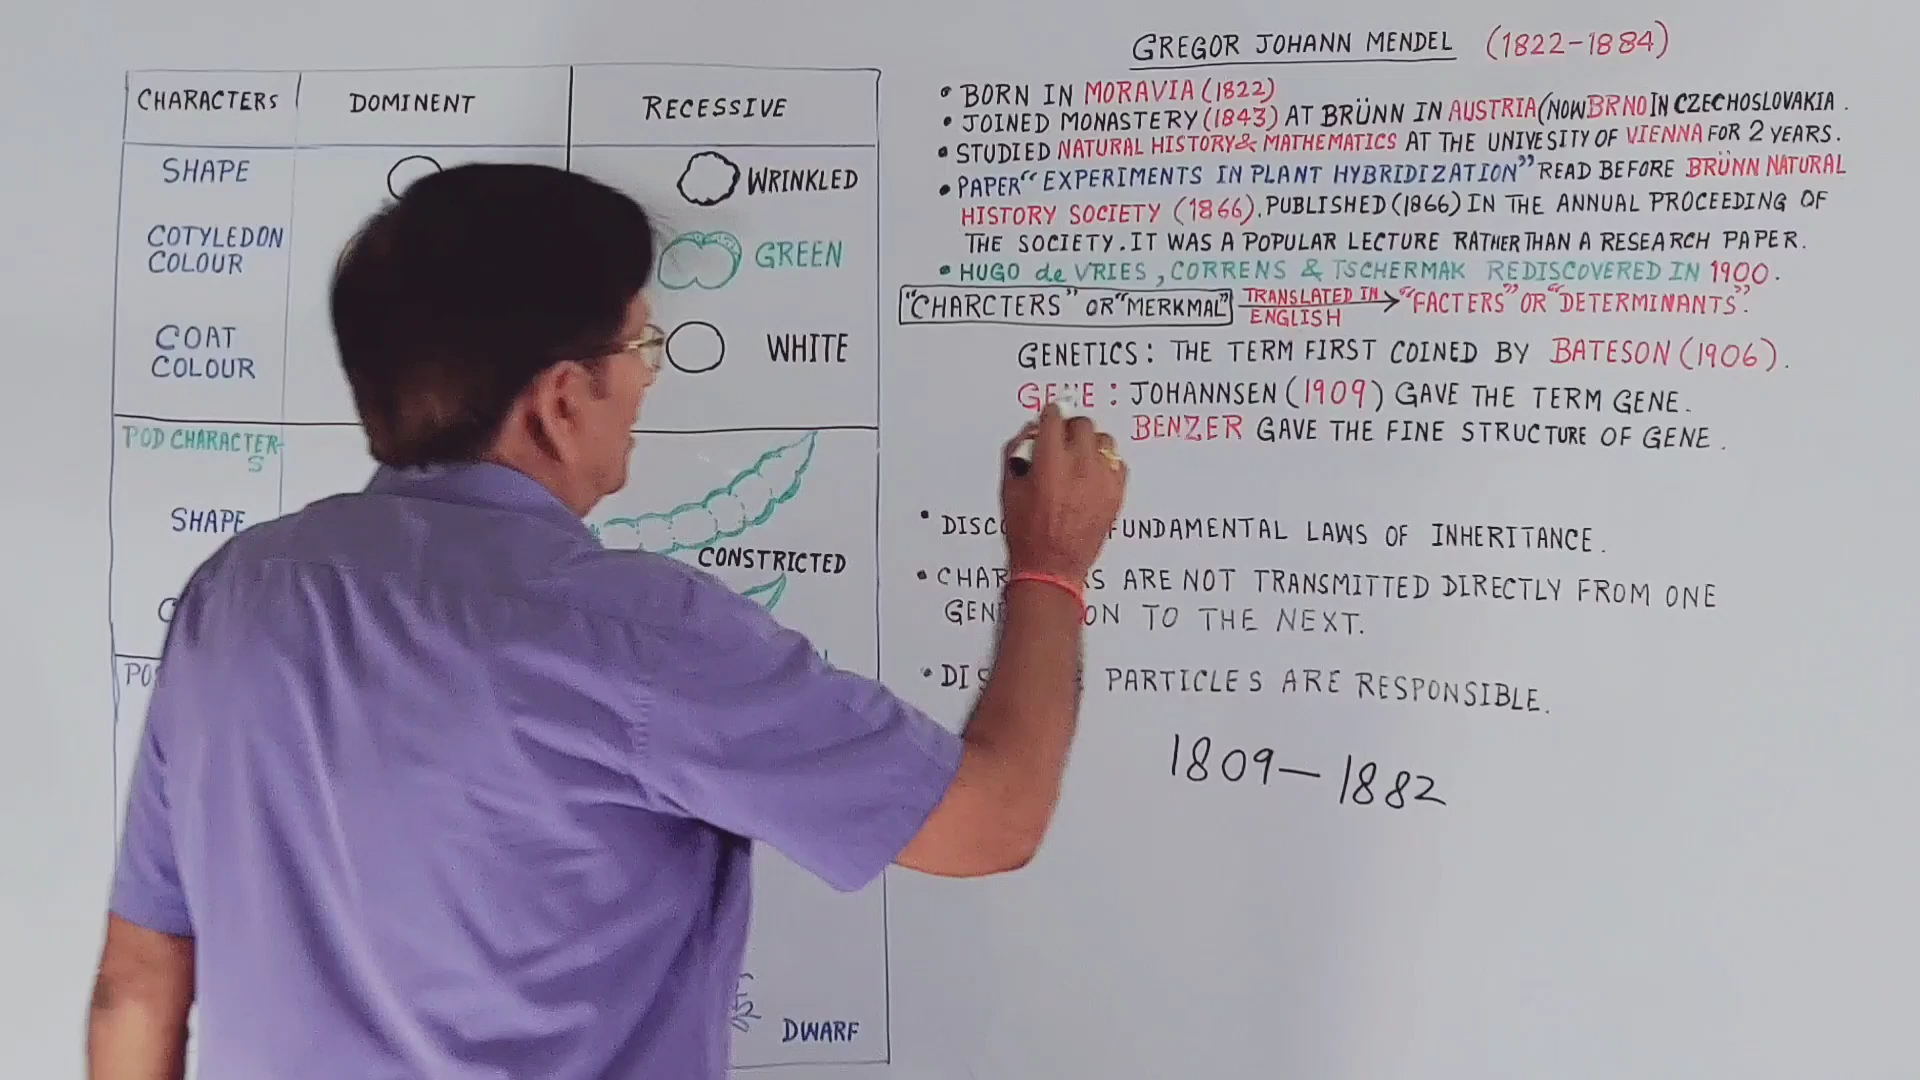 CHARACTERS DOMINENT RECESSIVE
SHAPE WRINKLED
COTYLEDON
COLOUR GREEN
COAT
COLOUR WHITE
POD CHARACTER
S
SHAPE
CONSTRICTED
DWARF
GREGOR JOHANN MENDEL (1822-1884)
• BORN IN MORAVIA (1822)
• JOINED MONASTERY (1843) AT BRÜNN IN AUSTRIA (NOW BRNO IN CZECHOSLOVAKIA.
• STUDIED NATURAL HISTORY & MATHEMATICS AT THE UNIVESITY OF VIENNA FOR 2 YEARS.
• PAPER "EXPERIMENTS IN PLANT HYBRIDIZATION" READ BEFORE BRÜNN NATURAL
HISTORY SOCIETY (1866). PUBLISHED (1866) IN THE ANNUAL PROCEEDING OF
THE SOCIETY. IT WAS A POPULAR LECTURE RATHER THAN A RESEARCH PAPER.
• HUGO de VRIES, CORRENS & TSCHERMAK REDISCOVERED IN 1900.
"CHARCTERS" OR "MERKMAL" TRANSLATED IN ENGLISH → "FACTERS" OR "DETERMINANTS".
GENETICS: THE TERM FIRST COINED BY BATESON (1906).
GENE: JOHANNSEN (1909) GAVE THE TERM GENE.
BENZER GAVE THE FINE STRUCTURE OF GENE.
• FUNDAMENTAL LAWS OF INHERITANCE.
• ARE NOT TRANSMITTED DIRECTLY FROM ONE
TO THE NEXT.
• PARTICLES ARE RESPONSIBLE.
1809-1882